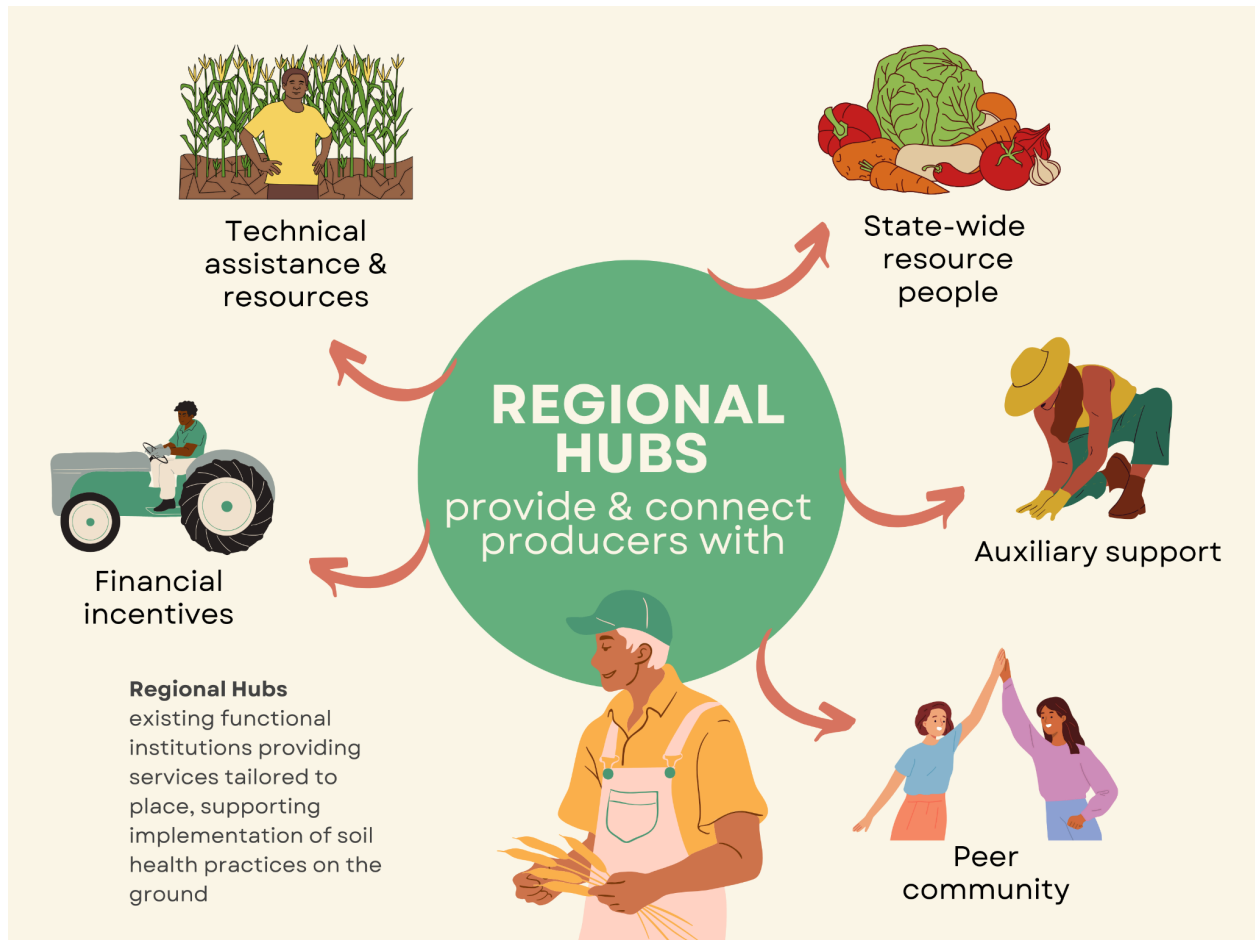 Technical
assistance &
resources
State-wide
resource
people
REGIONAL
HUBS
provide & connect
producers with
Financial
incentives
Auxiliary support
Regional Hubs
existing functional
institutions providing
services tailored to
place, supporting
implementation of soil
health practices on the
ground
Peer
community